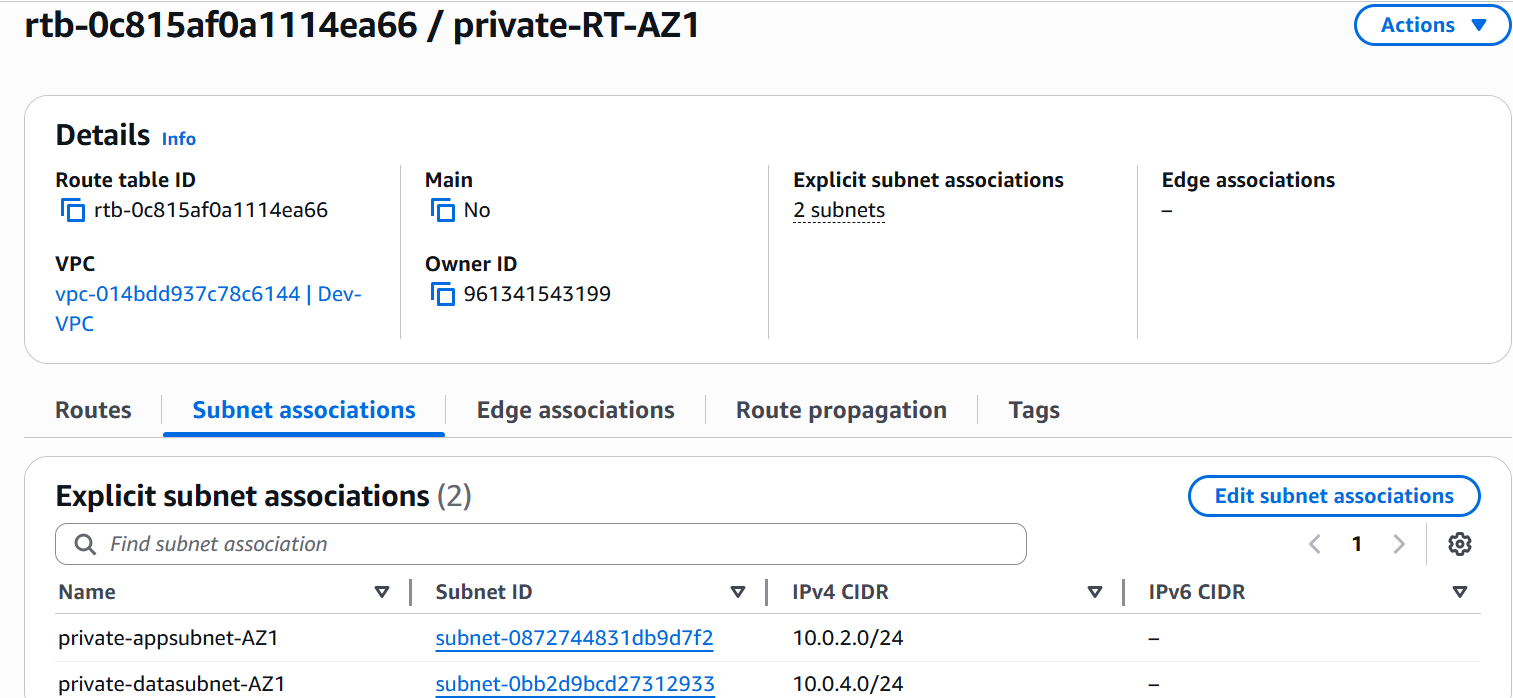 rtb-0c815af0a1114ea66 / private-RT-AZ1
Actions
Details Info
Route table ID
rtb-0c815af0a1114ea66
Main
No
Explicit subnet associations
2 subnets
Edge associations
–
VPC
vpc-014bdd937c78c6144 | Dev-
VPC
Owner ID
961341543199
Routes
Subnet associations
Edge associations
Route propagation
Tags
Explicit subnet associations (2)
Edit subnet associations
Find subnet association
1
Name Subnet ID IPv4 CIDR IPv6 CIDR
private-appsubnet-AZ1 subnet-0872744831db9d7f2 10.0.2.0/24 –
private-datasubnet-AZ1 subnet-0bb2d9bcd27312933 10.0.4.0/24 –